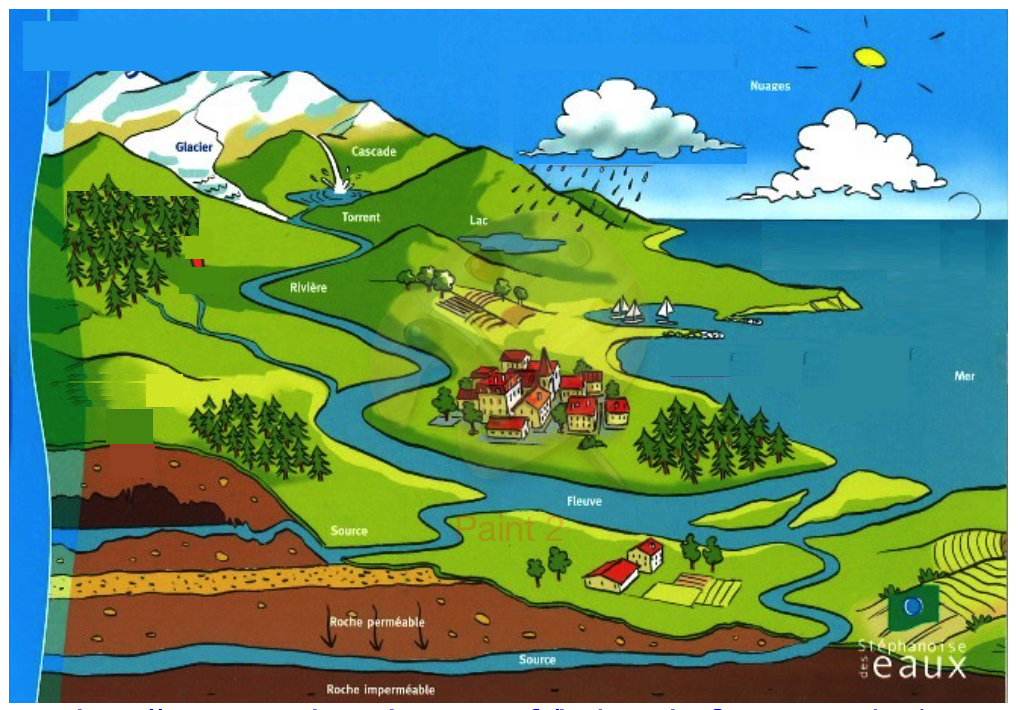 Nuages
Glacier
Cascade
Torrent
Lac
Rivière
Mer
Fleuve
Source
Paint 2
Roche perméable
Source
Roche imperméable
Stéphanoise
des eaux